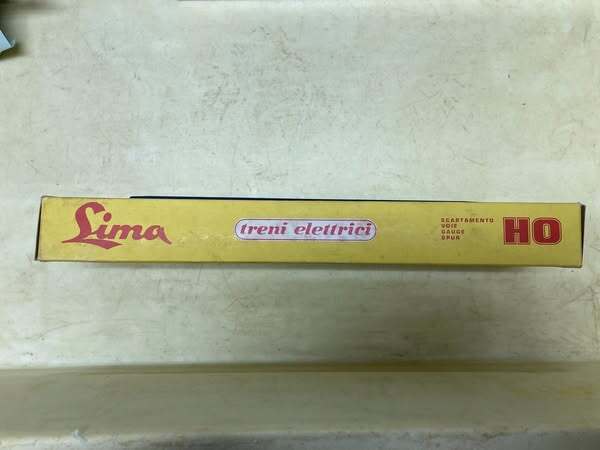 Lima
treni elettrici
SCARTAMENTO
VOIE
GAUGE
SPUR
HO